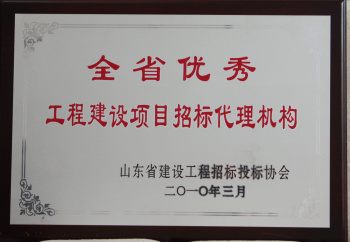 全省优秀
工程建设项目招标代理机构
山东省建设工程招标投标协会
二〇一〇年三月